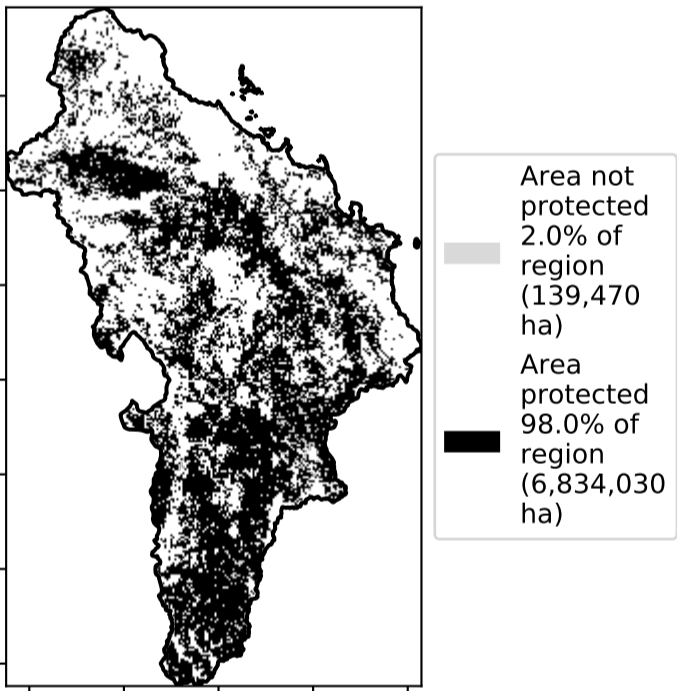 Area not
protected
2.0% of
region
(139,470
ha)
Area
protected
98.0% of
region
(6,834,030
ha)